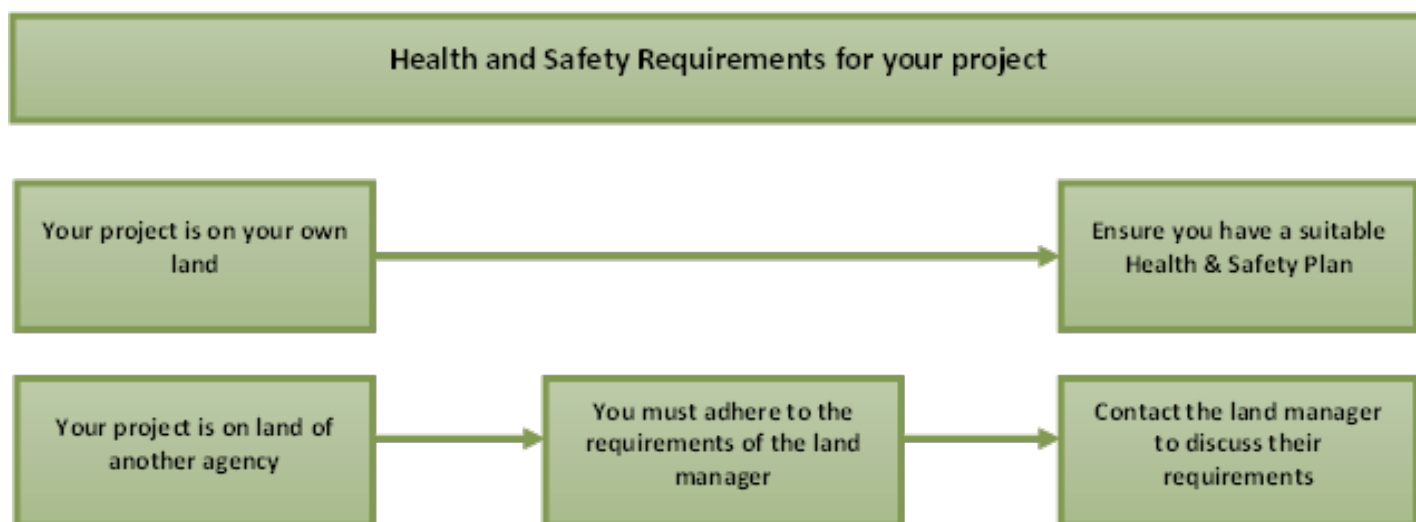 Health and Safety Requirements for your project
Your project is on your own
land
Ensure you have a suitable
Health & Safety Plan
Your project is on land of
another agency
You must adhere to the
requirements of the land
manager
Contact the land manager
to discuss their
requirements